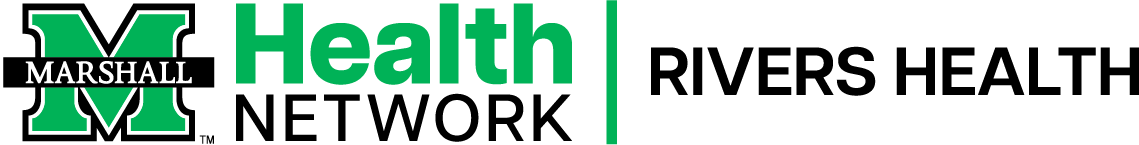 M
MARSHALL
TM
Health
NETWORK
RIVERS HEALTH